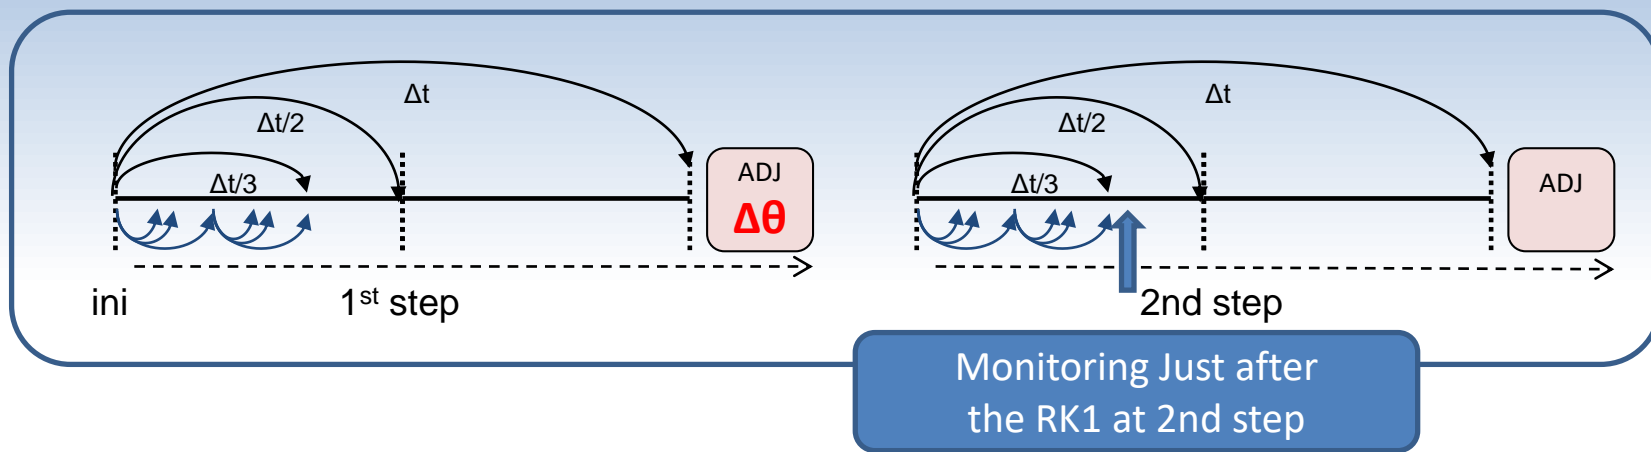 Δt
Δt/2
Δt/3
ADJ
Δθ
ini
1st step
Δt
Δt/2
Δt/3
ADJ
2nd step
Monitoring Just after
the RK1 at 2nd step